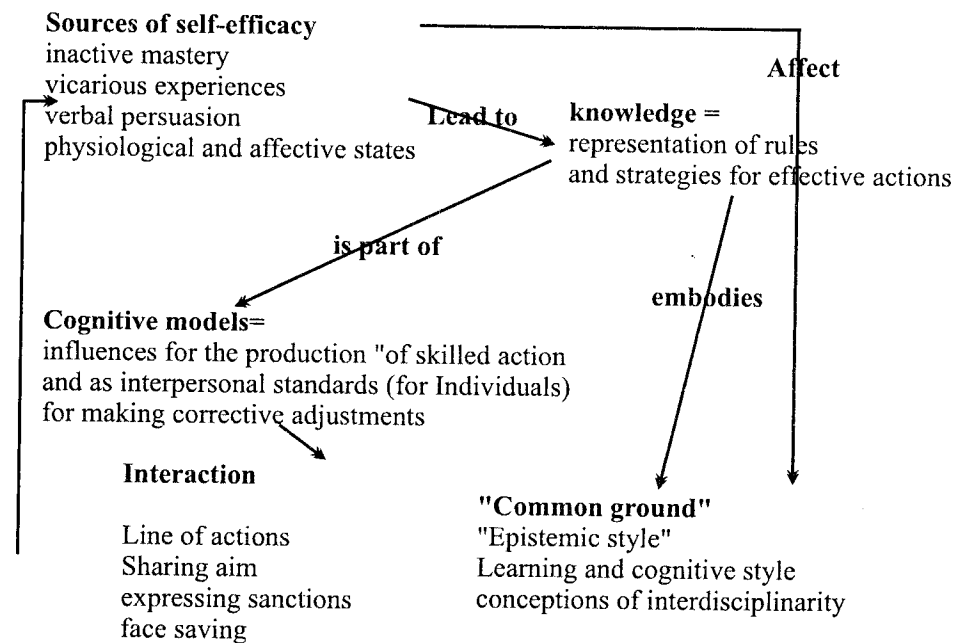 Sources of self-efficacy
inactive mastery
vicarious experiences
verbal persuasion
physiological and affective states
Affect
Lead to
knowledge =
representation of rules
and strategies for effective actions
is part of
embodies
Cognitive models=
influences for the production "of skilled action
and as interpersonal standards (for Individuals)
for making corrective adjustments
Interaction
Line of actions
Sharing aim
expressing sanctions
face saving
"Common ground"
"Epistemic style"
Learning and cognitive style
conceptions of interdisciplinarity